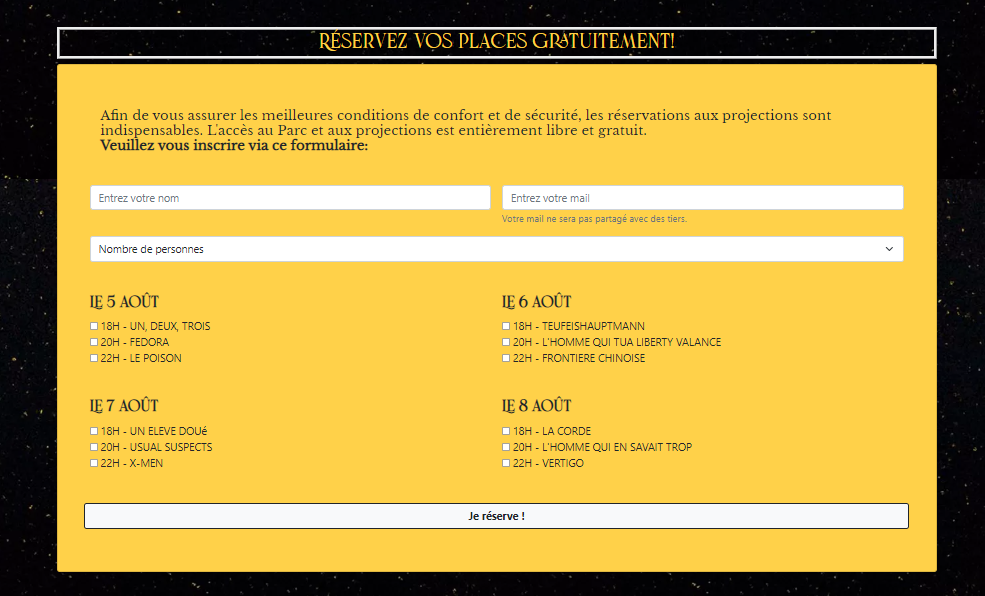 RÉSERVEZ VOS PLACES GRATUITEMENT!
Afin de vous assurer les meilleures conditions de confort et de sécurité, les réservations aux projections sont
indispensables. L'accès au Parc et aux projections est entièrement libre et gratuit.
Veuillez vous inscrire via ce formulaire:
Entrez votre nom
Entrez votre mail
Votre mail ne sera pas partagé avec des tiers.
Nombre de personnes
LE 5 AOÛT
18H - UN, DEUX, TROIS
20H - FEDORA
22H - LE POISON
LE 6 AOÛT
18H - TEUFEISHAUPTMANN
20H - L'HOMME QUI TUA LIBERTY VALANCE
22H - FRONTIERE CHINOISE
LE 7 AOÛT
18H - UN ELEVE DOUé
20H - USUAL SUSPECTS
22H - X-MEN
LE 8 AOÛT
18H - LA CORDE
20H - L'HOMME QUI EN SAVAIT TROP
22H - VERTIGO
Je réserve !